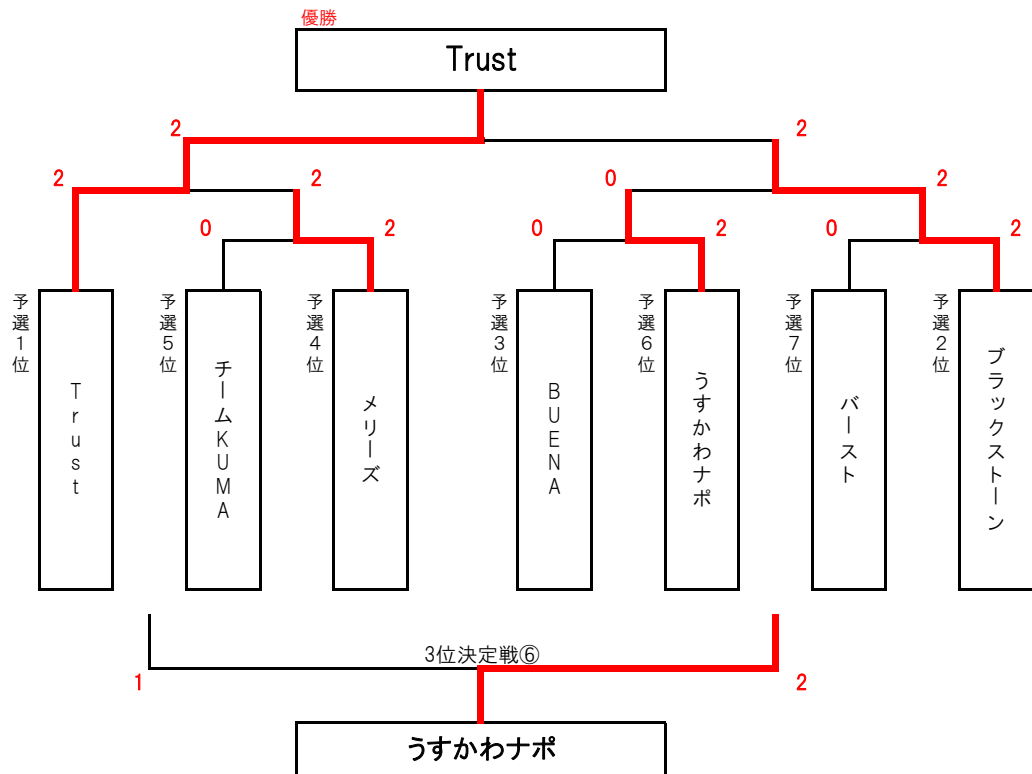 優勝
Trust
2
2
2
2
0
2
0
2
0
2
0
2
予選1位
Trust
予選5位
チームKUMA
予選4位
メリーズ
予選3位
BUENA
予選6位
うすかわナポ
予選7位
バースト
予選2位
ブラックストーン
3位決定戦⑥
1
2
うすかわナポ